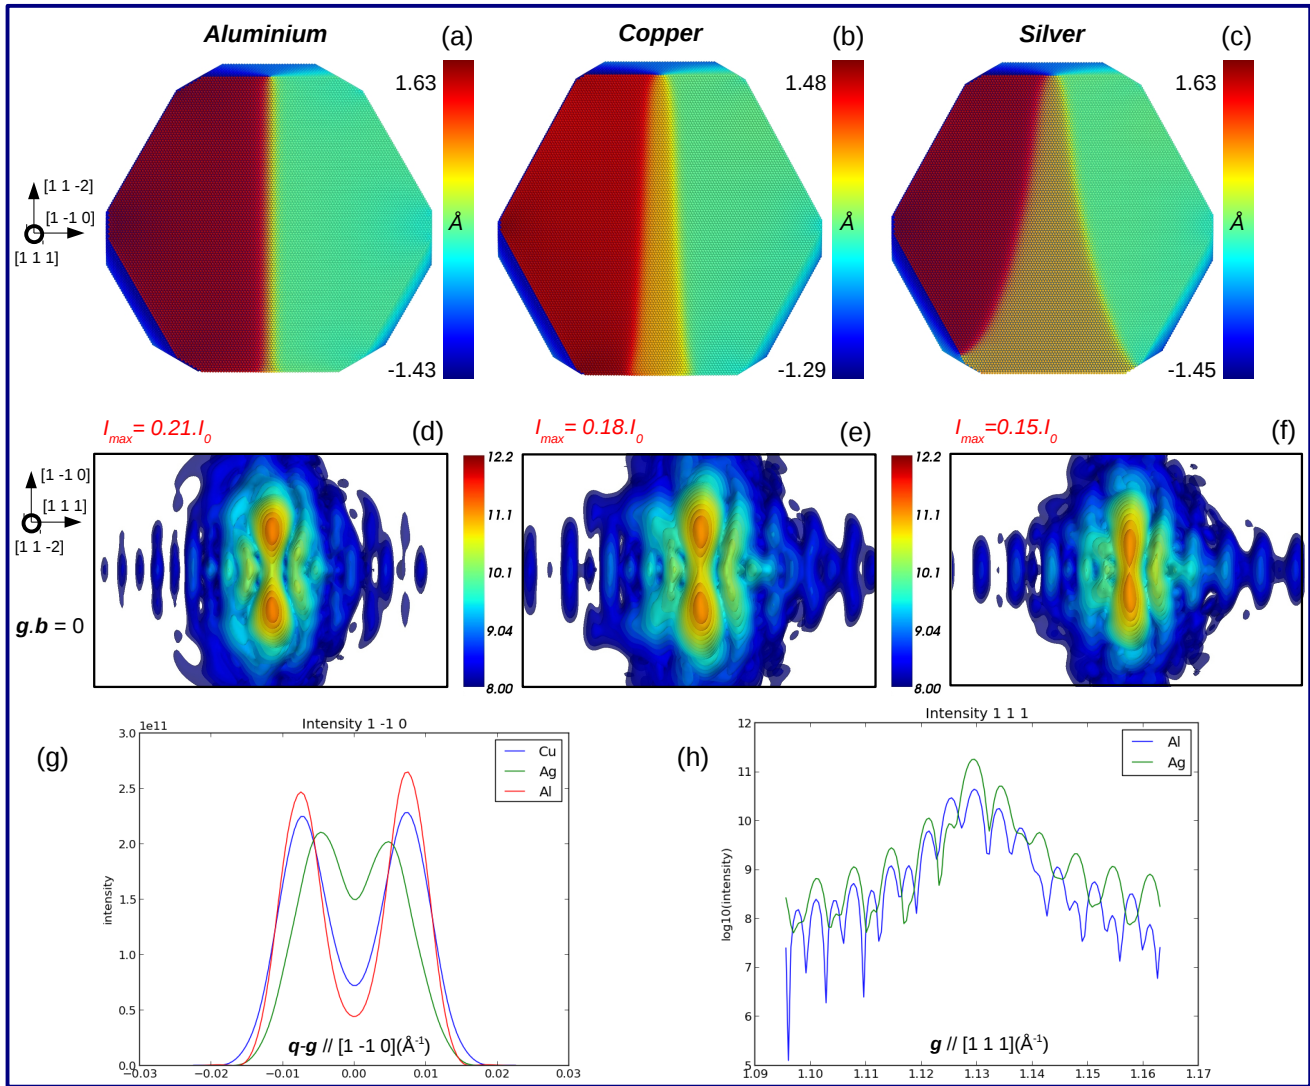 Aluminium (a) Copper (b) Silver (c)
1.63 1.48 1.63
[1 1 -2]
[1 -1 0]
[1 1 1]
Å Å Å
-1.43 -1.29 -1.45
I_max= 0.21.I_0 (d) I_max= 0.18.I_0 (e) I_max=0.15.I_0 (f)
12.2 12.2
[1 -1 0]
[1 1 1]
[1 1 -2]
11.1 11.1
10.1 10.1
g.b = 0
9.04 9.04
8.00 8.00
(g)
1e11 Intensity 1 -1 0
3.0
2.5
2.0
1.5
1.0
0.5
0.0
intensity
Cu
Ag
Al
q-g // [1 -1 0](Å⁻¹)
−0.03 −0.02 −0.01 0.00 0.01 0.02 0.03
(h)
Intensity 1 1 1
12
11
10
9
8
7
6
5
log10(intensity)
Al
Ag
g // [1 1 1](Å⁻¹)
1.09 1.10 1.11 1.12 1.13 1.14 1.15 1.16 1.17